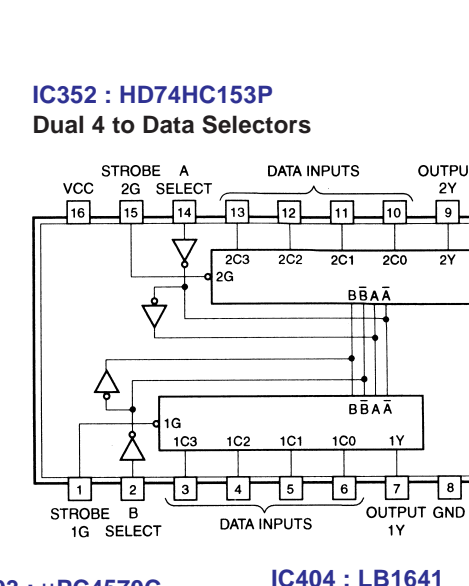 IC352 : HD74HC153P
Dual 4 to Data Selectors
STROBE A DATA INPUTS OUTPU
VCC 2G SELECT 2Y
16 15 14 13 12 11 10 9
2C3 2C2 2C1 2C0 2Y
2G
B B̅ A A̅
B B̅ A A̅
1G
1C3 1C2 1C1 1C0 1Y
1 2 3 4 5 6 7 8
STROBE B DATA INPUTS OUTPUT GND
1G SELECT 1Y
IC404 : LB1641